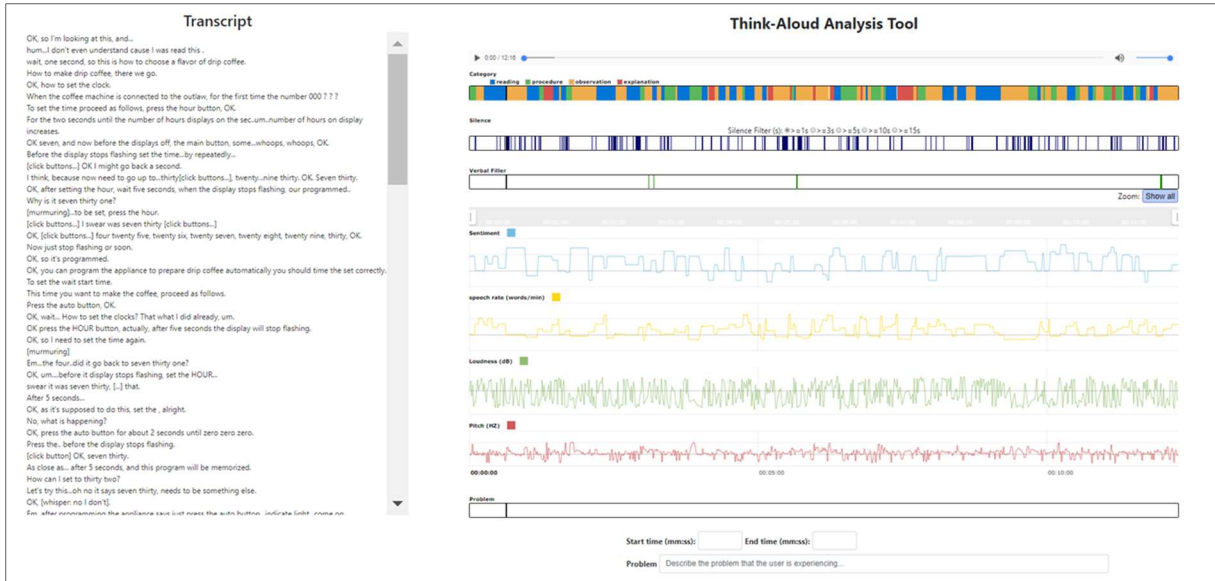 Transcript
OK, so I'm looking at this, and...
hum...I don't even understand cause I was read this .
wait, one second, so this is how to choose a flavor of drip coffee.
How to make drip coffee, there we go.
OK, how to set the clock.
When the coffee machine is connected to the outlaw, for the first time the number 000 ? ? ?
To set the time proceed as follows, press the hour button, OK.
For the two seconds until the number of hours displays on the sec..um..number of hours on display
increases.
OK seven, and now before the displays off, the main button, some...whoops, whoops, OK.
Before the display stops flashing set the time...by repeatedly...
[click buttons...] OK I might go back a second.
I think, because now need to go up to...thirty[click buttons...], twenty...nine thirty. OK. Seven thirty.
OK, after setting the hour, wait five seconds, when the display stops flashing, our programmed..
Why is it seven thirty one?
[murmuring]...to be set, press the hour.
[click buttons...] I swear was seven thirty [click buttons...]
OK, [click buttons...] four twenty five, twenty six, twenty seven, twenty eight, twenty nine, thirty, OK.
Now just stop flashing or soon.
OK, so it's programmed.
OK, you can program the appliance to prepare drip coffee automatically you should time the set correctly.
To set the wait start time.
This time you want to make the coffee, proceed as follows.
Press the auto button, OK.
OK, wait... How to set the clocks? That what I did already, um.
OK press the HOUR button, actually, after five seconds the display will stop flashing.
OK, so I need to set the time again.
[murmuring]
Em...the four..did it go back to seven thirty one?
OK, um....before it display stops flashing, set the HOUR...
swear it was seven thirty, [...] that.
After 5 seconds...
OK, as it's supposed to do this, set the , alright.
No, what is happening?
OK, press the auto button for about 2 seconds until zero zero zero.
Press the.. before the display stops flashing.
[click button] OK, seven thirty.
As close as... after 5 seconds, and this program will be memorized.
How can I set to thirty two?
Let's try this...oh no it says seven thirty, needs to be something else.
OK, [whisper: no I don't].
Em, after programming the appliance says just press the auto button, indicate light, come on
Think-Aloud Analysis Tool
0:00 / 12:18
Category
reading procedure observation explanation
Silence
Silence Filter (s): >=1s >=3s >=5s >=10s >=15s
Verbal Filler
Zoom: Show all
Sentiment
speech rate (words/min)
Loudness (dB)
Pitch (HZ)
00:00:00 00:05:00 00:10:00
Problem
Start time (mm:ss): End time (mm:ss):
Problem Describe the problem that the user is experiencing...